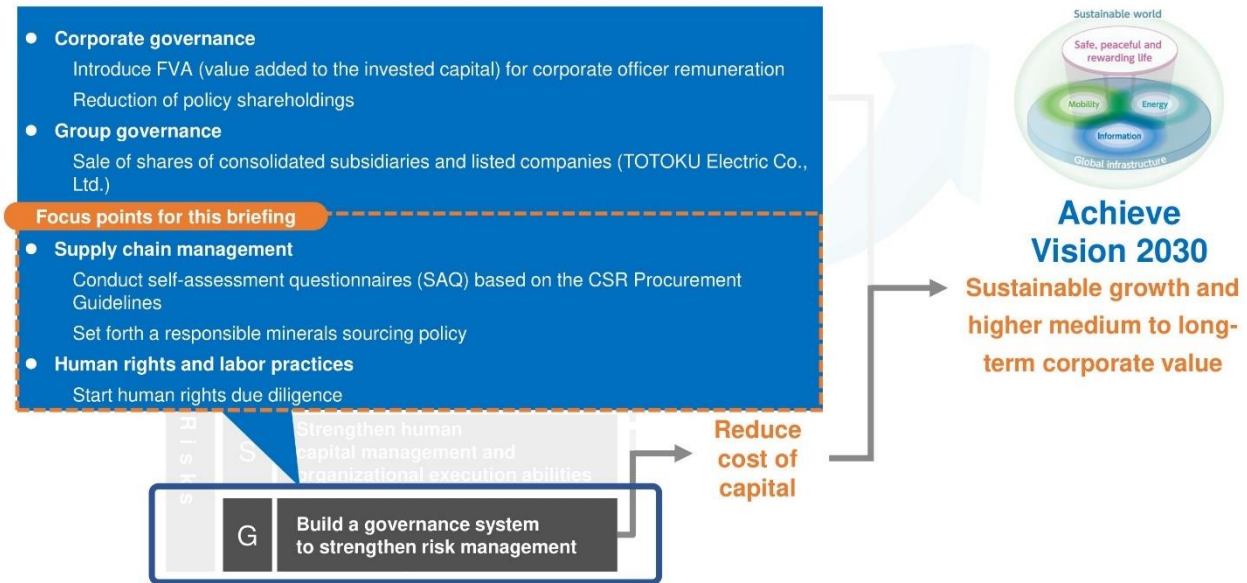 ● Corporate governance
Introduce FVA (value added to the invested capital) for corporate officer remuneration
Reduction of policy shareholdings
● Group governance
Sale of shares of consolidated subsidiaries and listed companies (TOTOKU Electric Co.,
Ltd.)
Focus points for this briefing
● Supply chain management
Conduct self-assessment questionnaires (SAQ) based on the CSR Procurement
Guidelines
Set forth a responsible minerals sourcing policy
● Human rights and labor practices
Start human rights due diligence
Risks
S
Strengthen human
capital management and
organizational execution abilities
G
Build a governance system
to strengthen risk management
Reduce
cost of
capital
Sustainable world
Safe, peaceful and
rewarding life
Mobility
Energy
Information
Global infrastructure
Achieve
Vision 2030
Sustainable growth and
higher medium to long-
term corporate value